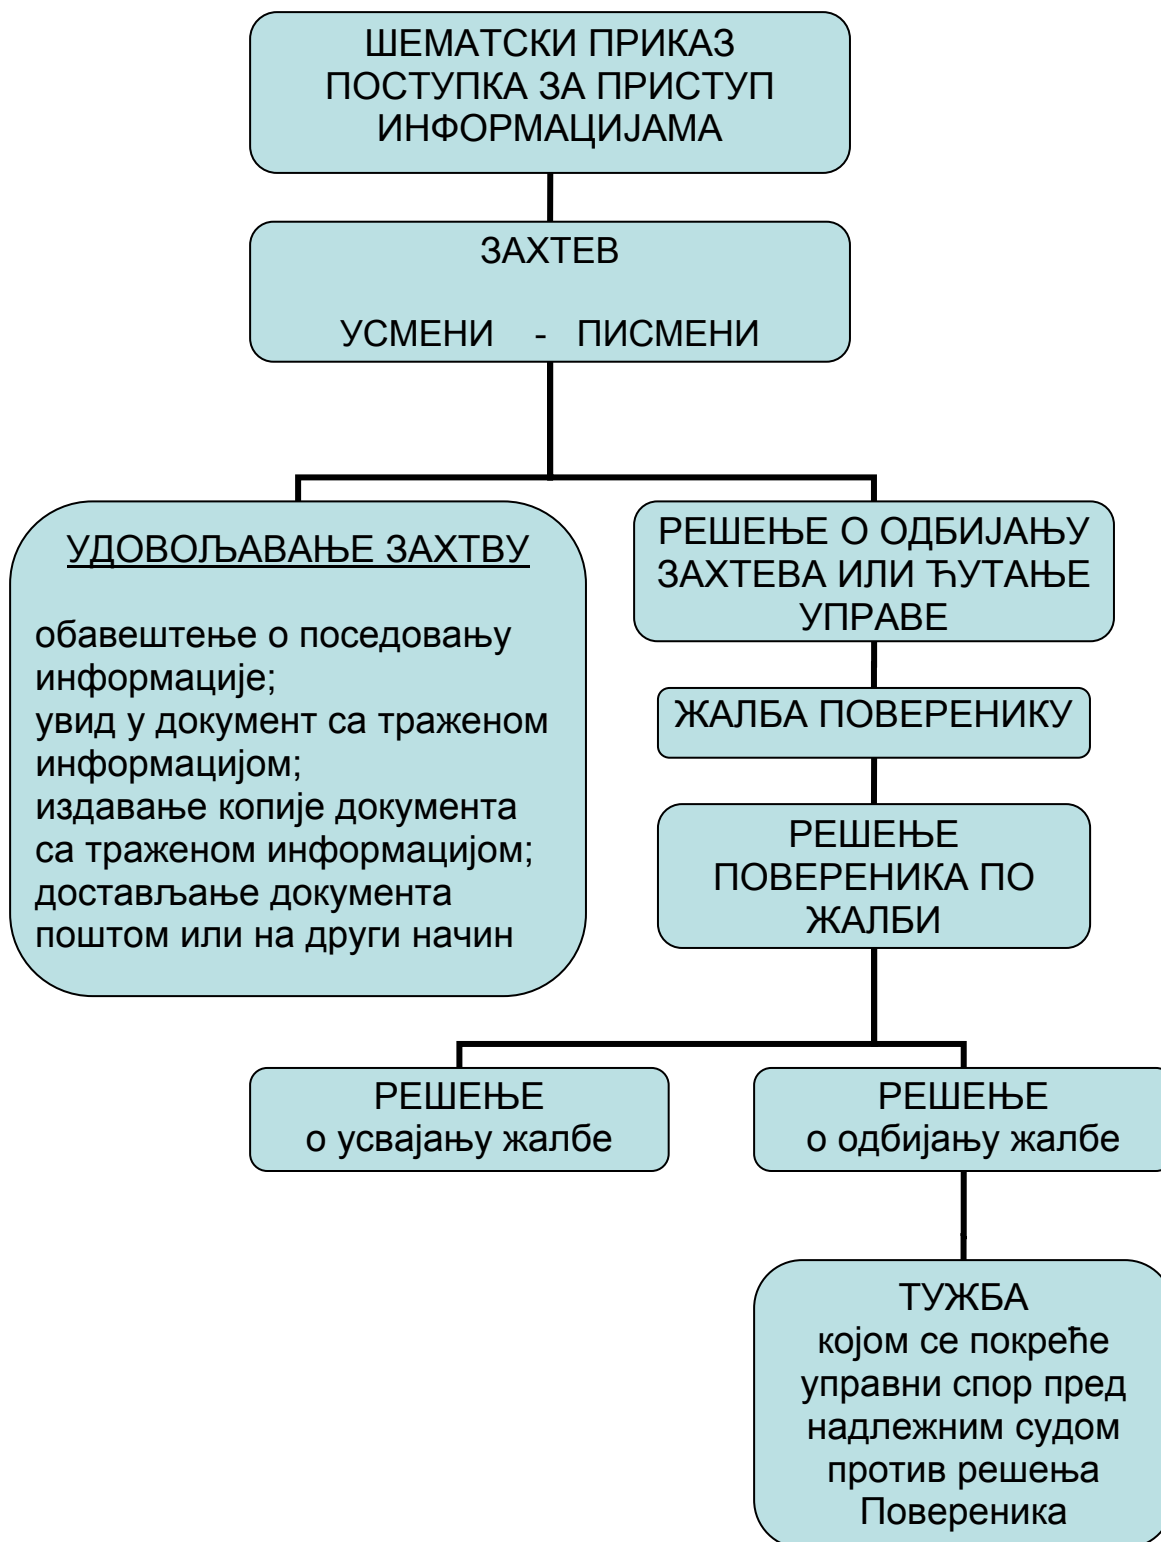 ШЕМАТСКИ ПРИКАЗ
ПОСТУПКА ЗА ПРИСТУП
ИНФОРМАЦИЈАМА
ЗАХТЕВ
УСМЕНИ - ПИСМЕНИ
УДОВОЉАВАЊЕ ЗАХТВУ
обавештење о поседовању
информације;
увид у документ са траженом
информацијом;
издавање копије документа
са траженом информацијом;
достављање документа
поштом или на други начин
РЕШЕЊЕ О ОДБИЈАЊУ
ЗАХТЕВА ИЛИ ЋУТАЊЕ
УПРАВЕ
ЖАЛБА ПОВЕРЕНИКУ
РЕШЕЊЕ
ПОВЕРЕНИКА ПО
ЖАЛБИ
РЕШЕЊЕ
о усвајању жалбе
РЕШЕЊЕ
о одбијању жалбе
ТУЖБА
којом се покреће
управни спор пред
надлежним судом
против решења
Повереника